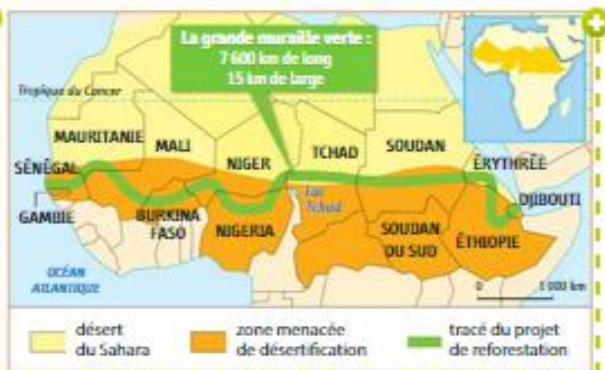 La grande muraille verte :
7 600 km de long
15 km de large
Tropique du Cancer
MAURITANIE
MALI
NIGER
TCHAD
SOUDAN
ÉRYTHRÉE
SÉNÉGAL
DJIBOUTI
GAMBIE
BURKINA
FASO
NIGERIA
Lac
Tchad
SOUDAN
DU SUD
ÉTHIOPIE
OCÉAN
ATLANTIQUE
0 1 000 km
désert
du Sahara
zone menacée
de désertification
tracé du projet
de reforestation